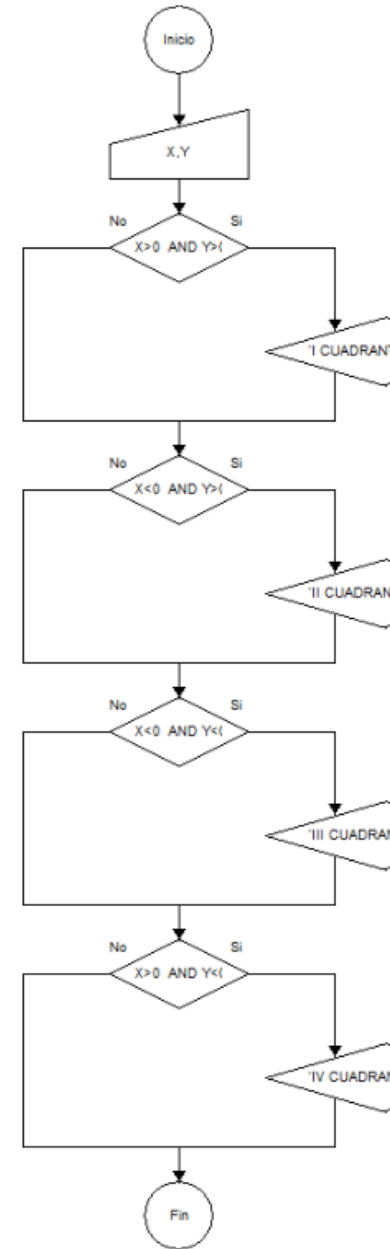 Inicio
X,Y
No
Si
X>0 AND Y>(
'I CUADRANT
No
Si
X<0 AND Y>(
'II CUADRAN
No
Si
X<0 AND Y<(
'III CUADRAN
No
Si
X>0 AND Y<(
'IV CUADRAN
Fin